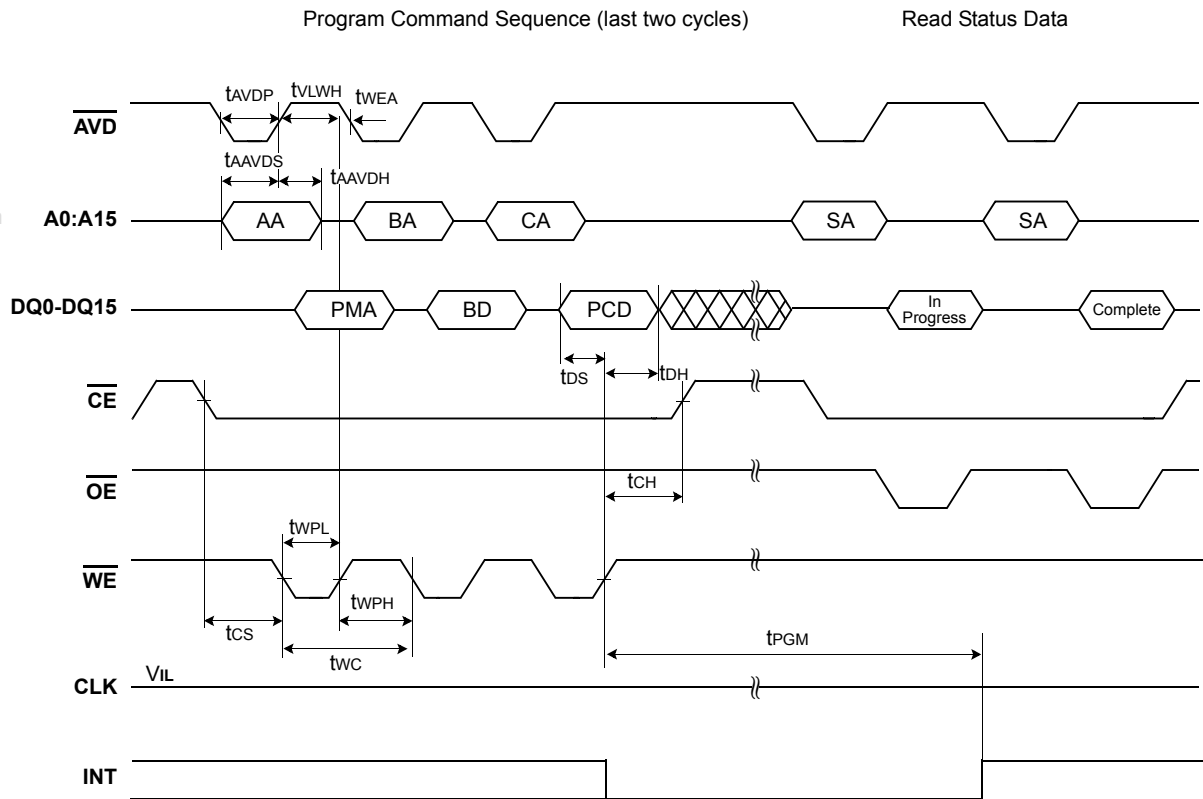 Program Command Sequence (last two cycles) Read Status Data
tAVDP tVLWH tWEA
AVD
tAAVDS tAAVDH
A0:A15 AA BA CA SA SA
DQ0-DQ15 PMA BD PCD In Progress Complete
tDS tDH
CE
OE
tCH
tWPL
WE
tWPH
tCS
tWC
tPGM
CLK VIL
INT